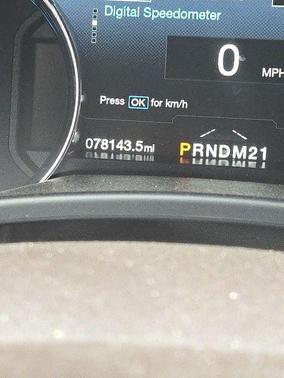 Digital Speedometer
0
MPH
Press OK for km/h
078143.5mi
PRNDM21